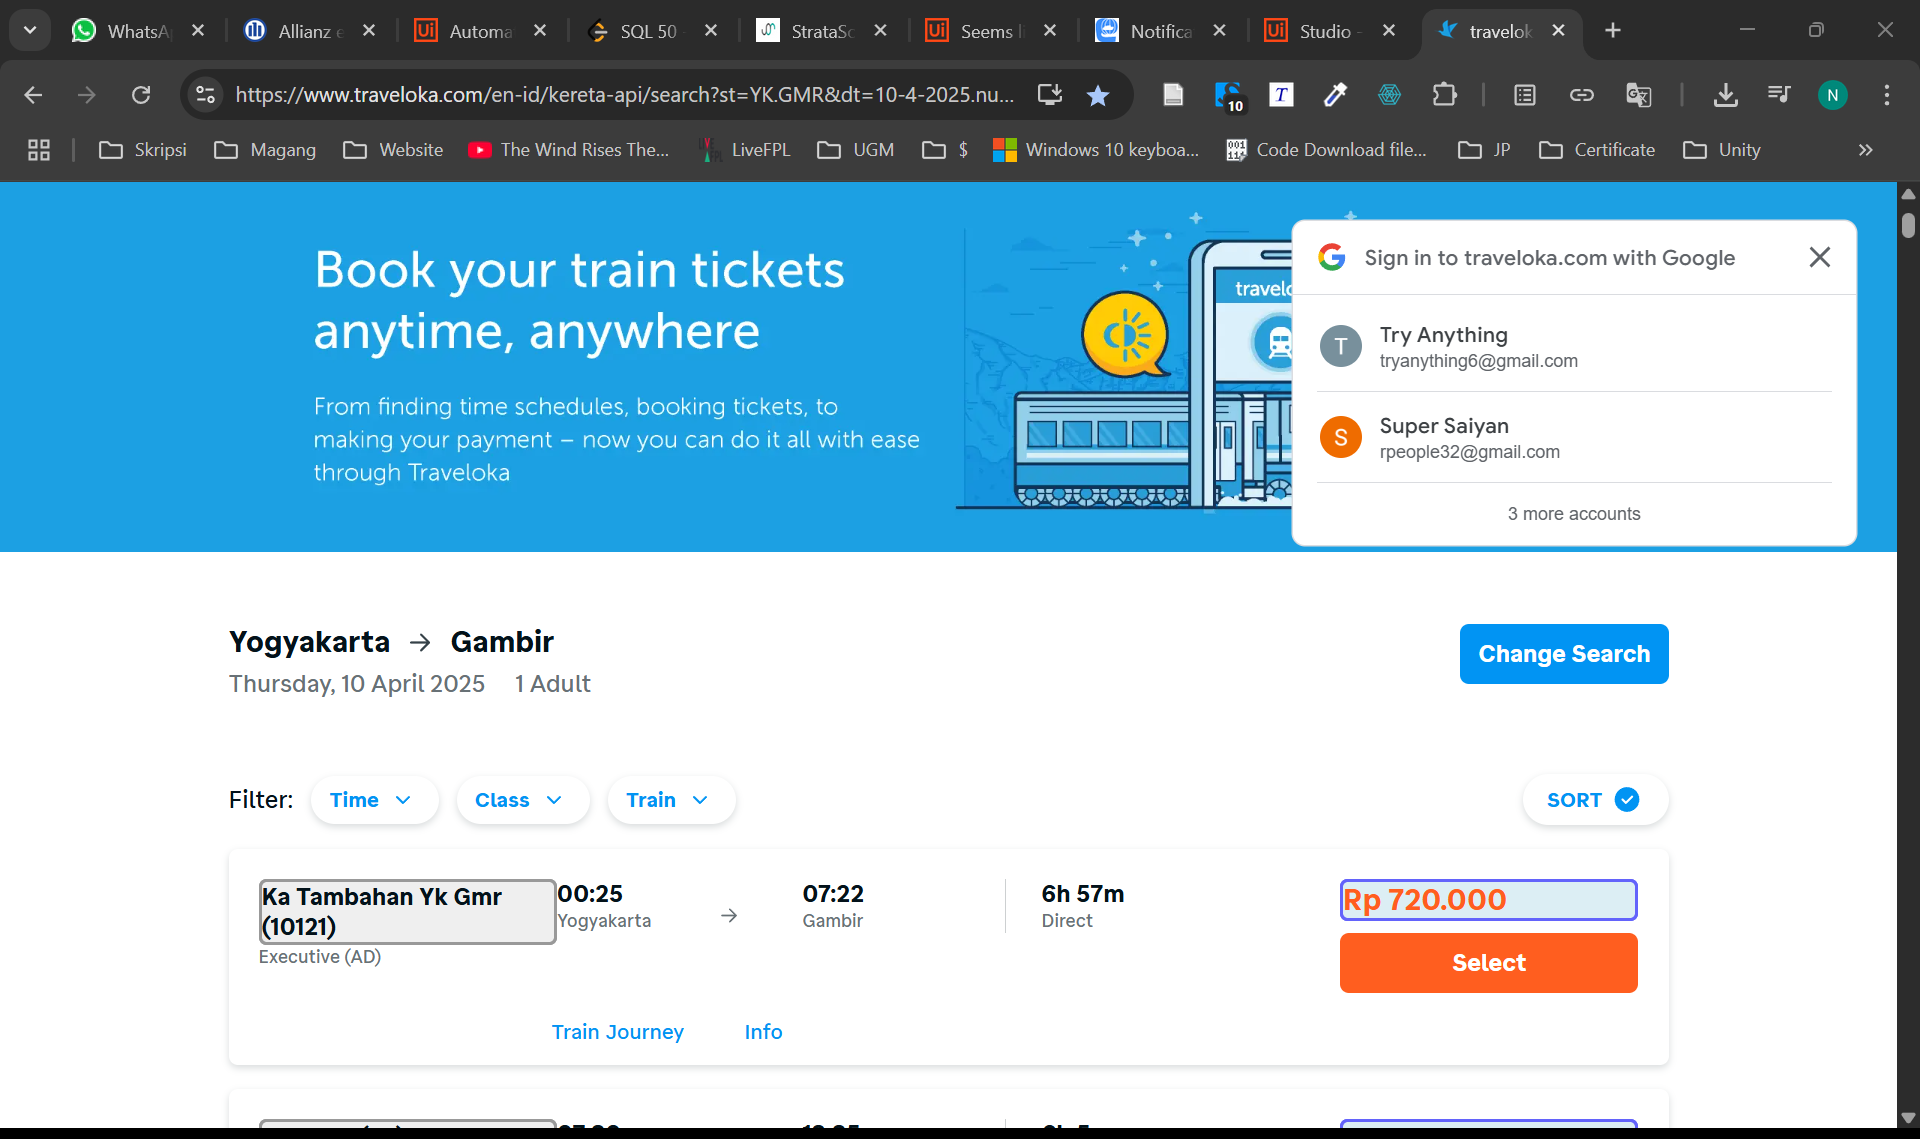 WhatsA
Allianz e
Automa
SQL 50
StrataSc
Seems li
Notifica
Studio -
travelok
https://www.traveloka.com/en-id/kereta-api/search?st=YK.GMR&dt=10-4-2025.nu...
10
T
N
Skripsi
Magang
Website
The Wind Rises The...
LiveFPL
UGM
$
Windows 10 keyboa...
Code Download file...
JP
Certificate
Unity
Book your train tickets
anytime, anywhere
From finding time schedules, booking tickets, to
making your payment – now you can do it all with ease
through Traveloka
travelo
Sign in to traveloka.com with Google
T
Try Anything
tryanything6@gmail.com
S
Super Saiyan
rpeople32@gmail.com
3 more accounts
Yogyakarta → Gambir
Thursday, 10 April 2025 1 Adult
Change Search
Filter: Time Class Train
SORT
Ka Tambahan Yk Gmr
(10121)
Executive (AD)
00:25
Yogyakarta
→
07:22
Gambir
6h 57m
Direct
Rp 720.000
Select
Train Journey
Info